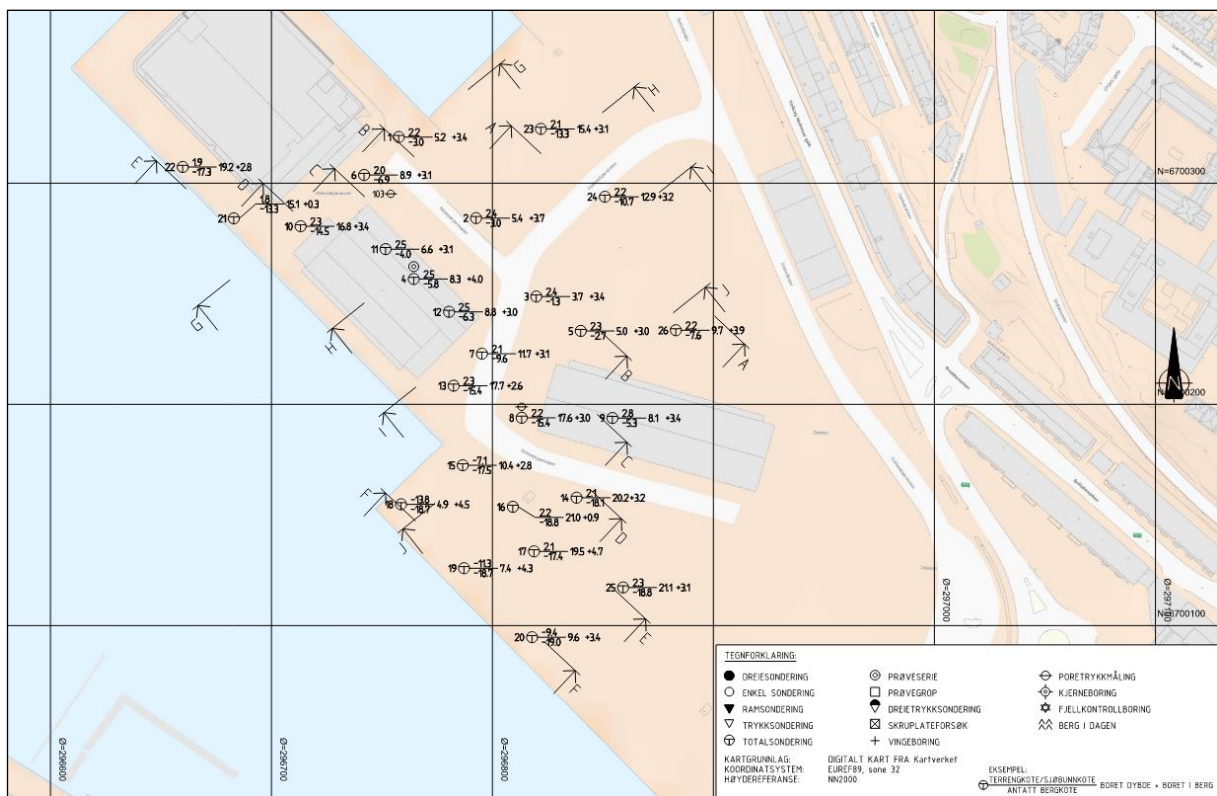 G
H
B
A
1 22 5.2 +3.4
-3.0
23 21 15.4 +3.1
-13.3
E
22 19 19.2 +2.8
-17.3
C
6 20 8.9 +3.1
-6.9
I
N=6700300
D
103
24 22 12.9 +3.2
-10.7
18 15.1 +0.3
-13.3
21
10 23 16.8 +3.4
-14.5
2 24 5.4 +3.7
-3.0
11 25 6.6 +3.1
-4.0
4 25 8.3 +4.0
-5.8
3 24 3.7 +3.4
-1.3
J
G
12 25 8.8 +3.0
-6.3
5 23 5.0 +3.0
-2.7
26 22 9.7 +3.9
-7.6
H
7 21 11.7 +3.1
-9.6
B
A
N
13 23 17.7 +2.6
-15.4
I
8 22 17.6 +3.0
-15.4
9 28 8.1 +3.4
-5.3
C
15 -7.1 10.4 +2.8
-17.5
F
18 -13.8 4.9 +4.5
-18.7
14 21 20.2 +3.2
-18.1
16
22 21.0 +0.9
-18.8
D
J
17 21 19.5 +4.7
-17.4
19 -11.3 7.4 +4.3
-18.7
25 23 21.1 +3.1
-18.8
E
N=6700100
20 -9.4 9.6 +3.4
-19.0
F
Ø=296600
Ø=296700
Ø=296800
Ø=297000
Ø=297100
TEGNFORKLARING:
DREIESONDERING
ENKEL SONDERING
RAMSONDERING
TRYKKSONDERING
TOTALSONDERING
PRØVESERIE
PRØVEGROP
DREIETRYKKSONDERING
SKRUPLATEFORSØK
VINGEBORING
PORETRYKKMÅLING
KJERNEBORING
FJELLKONTROLLBORING
BERG I DAGEN
KARTGRUNNLAG: DIGITALT KART FRA Kartverket
KOORDINATSYSTEM: EUREF89, sone 32
HØYDEREFERANSE: NN2000
EKSEMPEL:
TERRENGKOTE/SJØBUNNKOTE BORET DYBDE + BORET I BERG
ANTATT BERGKOTE